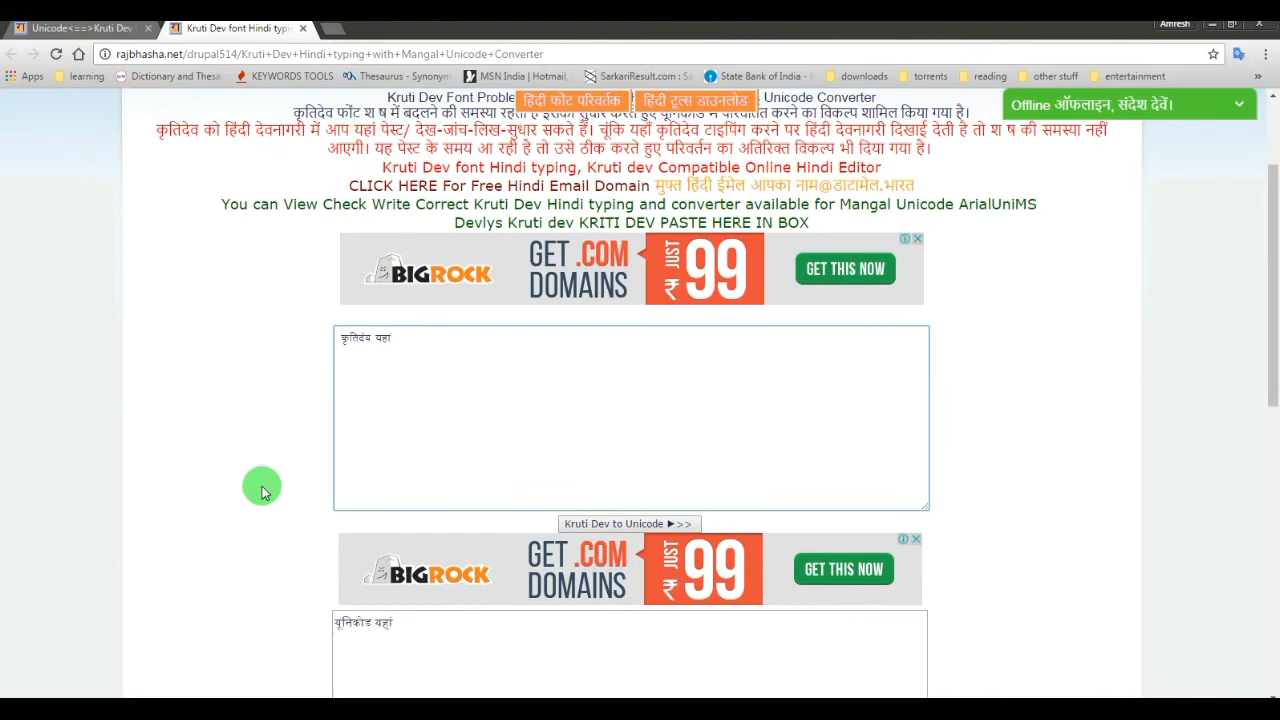 Unicode<==>Kruti Dev
Kruti Dev font Hindi typin
Amresh
rajbhasha.net/drupal514/Kruti+Dev+Hindi+typing+with+Mangal+Unicode+Converter
Apps learning Dictionary and Thesa KEYWORDS TOOLS Thesaurus - Synonym MSN India | Hotmail, SarkariResult.com : Sa State Bank of India - downloads torrents reading other stuff entertainment
Kruti Dev Font Proble हिंदी फोंट परिवर्तक हिंदी टूल्स डाउनलोड Unicode Converter
Offline ऑफलाइन, संदेश देवें।
कृतिदेव फोंट श ष में बदलने की समस्या रहती है इसका सुधार करते हुए यूनिकोड में परिवर्तित करने का विकल्प शामिल किया गया है।
कृतिदेव को हिंदी देवनागरी में आप यहां पेस्ट/ देख-जांच-लिख-सुधार सकते हैं। चूंकि यहाँ कृतिदेव टाइपिंग करने पर हिंदी देवनागरी दिखाई देती है तो श ष की समस्या नहीं
आएगी। यह पेस्ट के समय आ रही है तो उसे ठीक करते हुए परिवर्तन का अतिरिक्त विकल्प भी दिया गया है।
Kruti Dev font Hindi typing, Kruti dev Compatible Online Hindi Editor
CLICK HERE For Free Hindi Email Domain मुफ्त हिंदी ईमेल आपका नाम@डाटामेल.भारत
You can View Check Write Correct Kruti Dev Hindi typing and converter available for Mangal Unicode ArialUniMS
Devlys Kruti dev KRITI DEV PASTE HERE IN BOX
BIGROCK GET .COM DOMAINS JUST ₹ 99 GET THIS NOW
कृतिदेव यहां
Kruti Dev to Unicode ►>>
BIGROCK GET .COM DOMAINS JUST ₹ 99 GET THIS NOW
यूनिकोड यहां